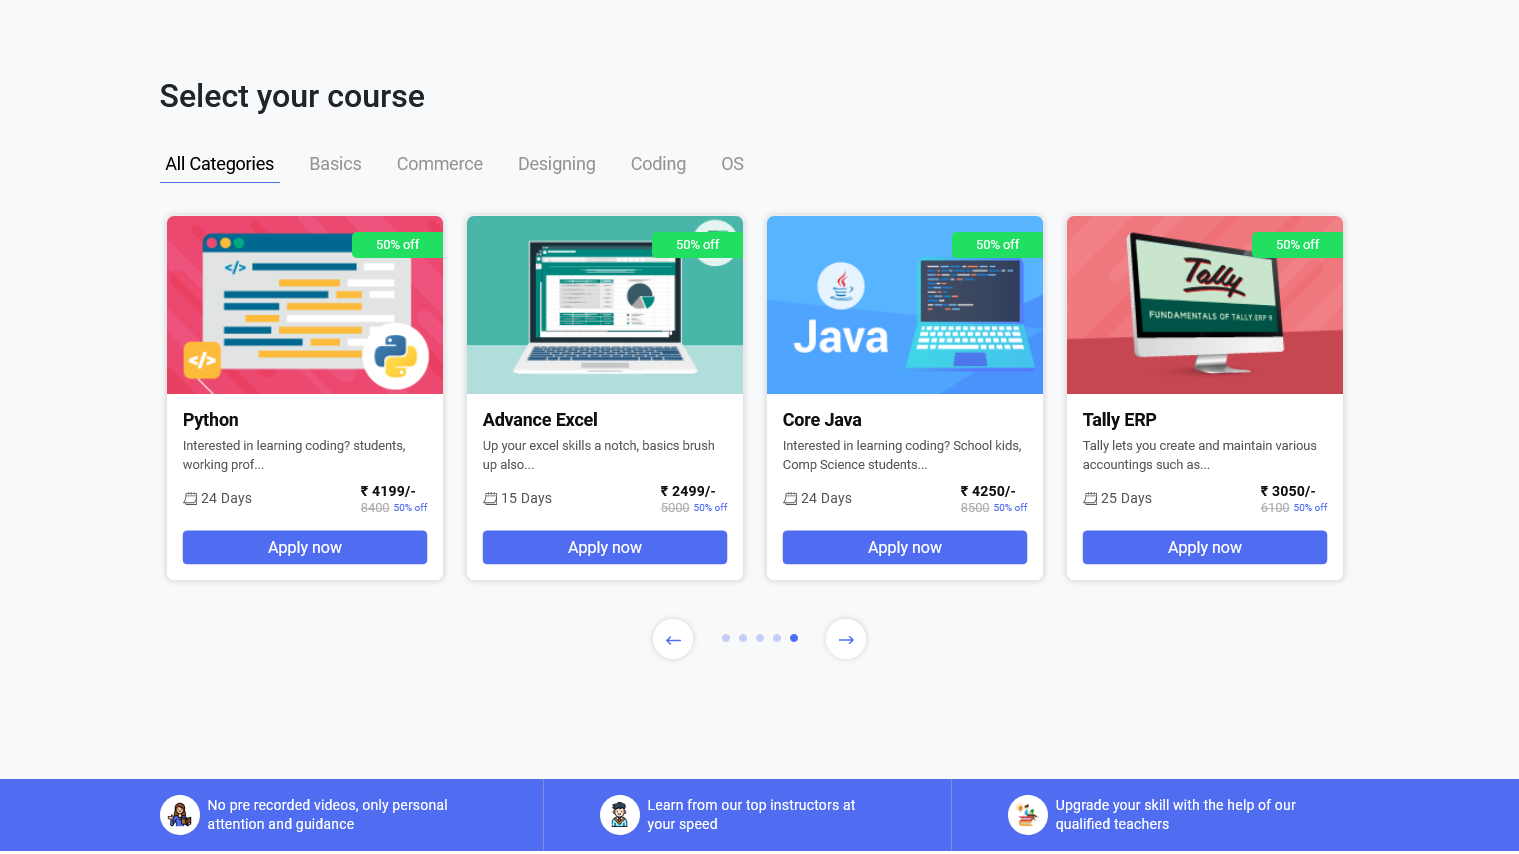 Select your course
All Categories Basics Commerce Designing Coding OS
50% off
</>
</>
Python
Interested in learning coding? students,
working prof...
24 Days
₹ 4199/-
8400 50% off
Apply now
50% off
Advance Excel
Up your excel skills a notch, basics brush
up also...
15 Days
₹ 2499/-
5000 50% off
Apply now
50% off
Java
Core Java
Interested in learning coding? School kids,
Comp Science students...
24 Days
₹ 4250/-
8500 50% off
Apply now
50% off
Tally
FUNDAMENTALS OF TALLY.ERP 9
Tally ERP
Tally lets you create and maintain various
accountings such as...
25 Days
₹ 3050/-
6100 50% off
Apply now
No pre recorded videos, only personal
attention and guidance
Learn from our top instructors at
your speed
Upgrade your skill with the help of our
qualified teachers